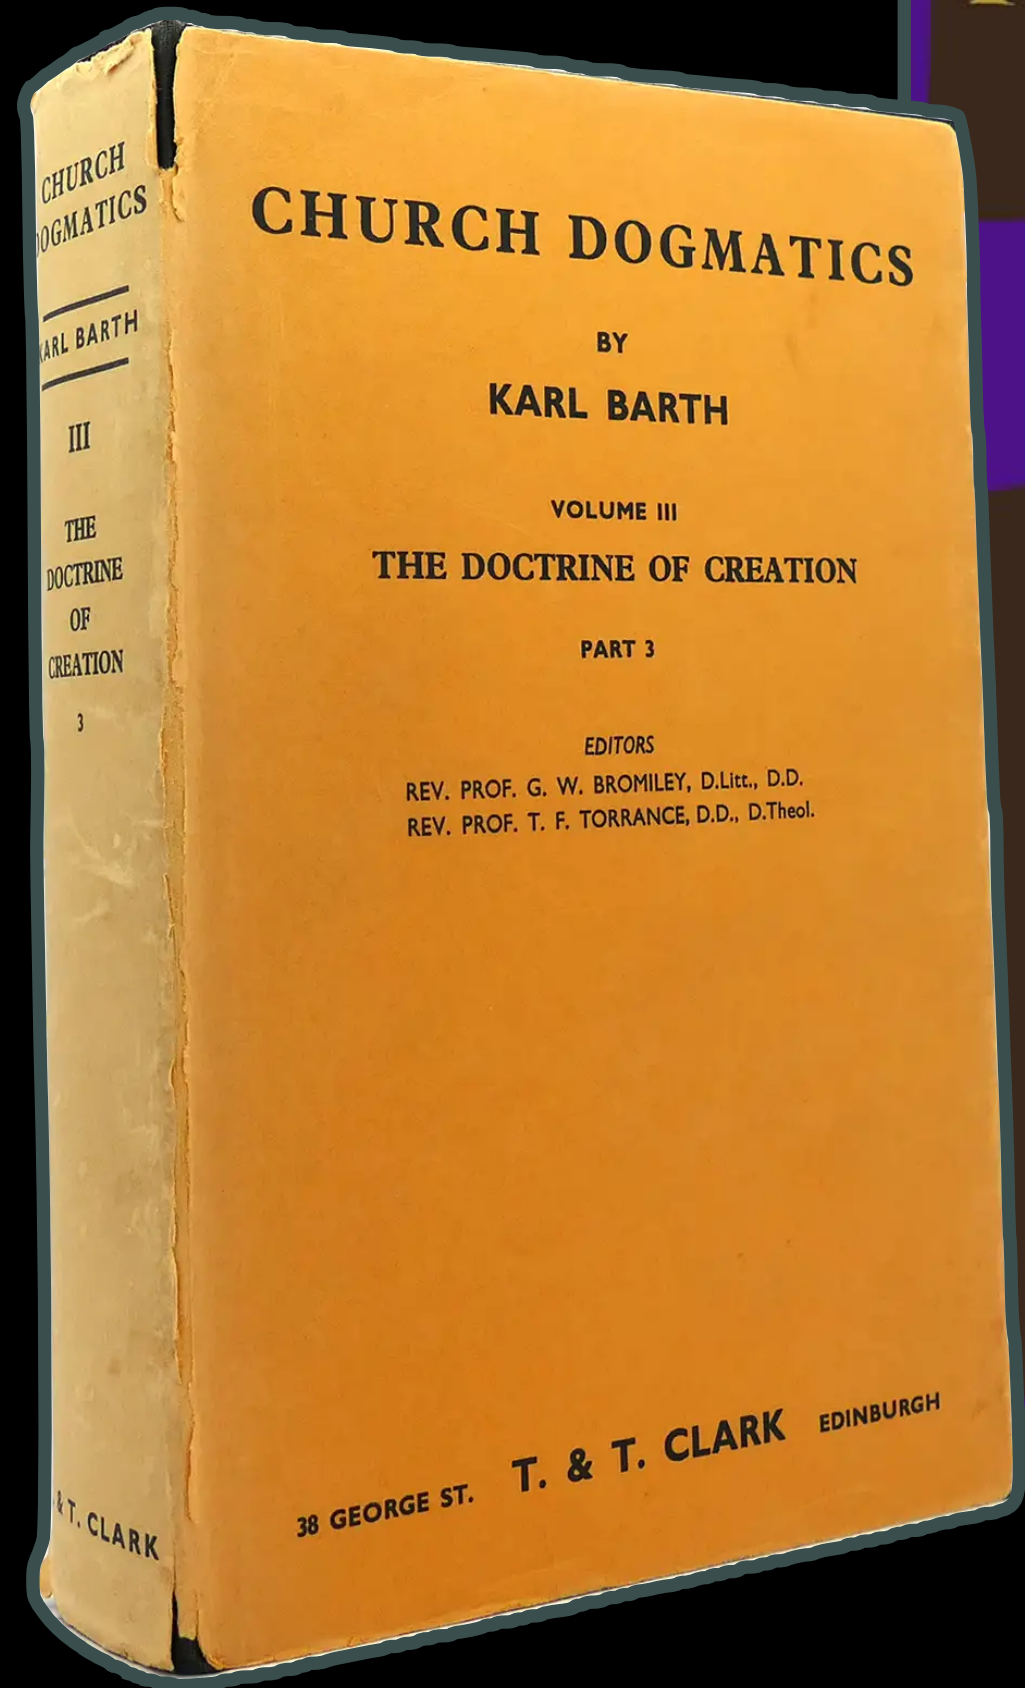 CHURCH
DOGMATICS
KARL BARTH
III
THE
DOCTRINE
OF
CREATION
3
& T. CLARK
CHURCH DOGMATICS
BY
KARL BARTH
VOLUME III
THE DOCTRINE OF CREATION
PART 3
EDITORS
REV. PROF. G. W. BROMILEY, D.Litt., D.D.
REV. PROF. T. F. TORRANCE, D.D., D.Theol.
38 GEORGE ST. T. & T. CLARK EDINBURGH